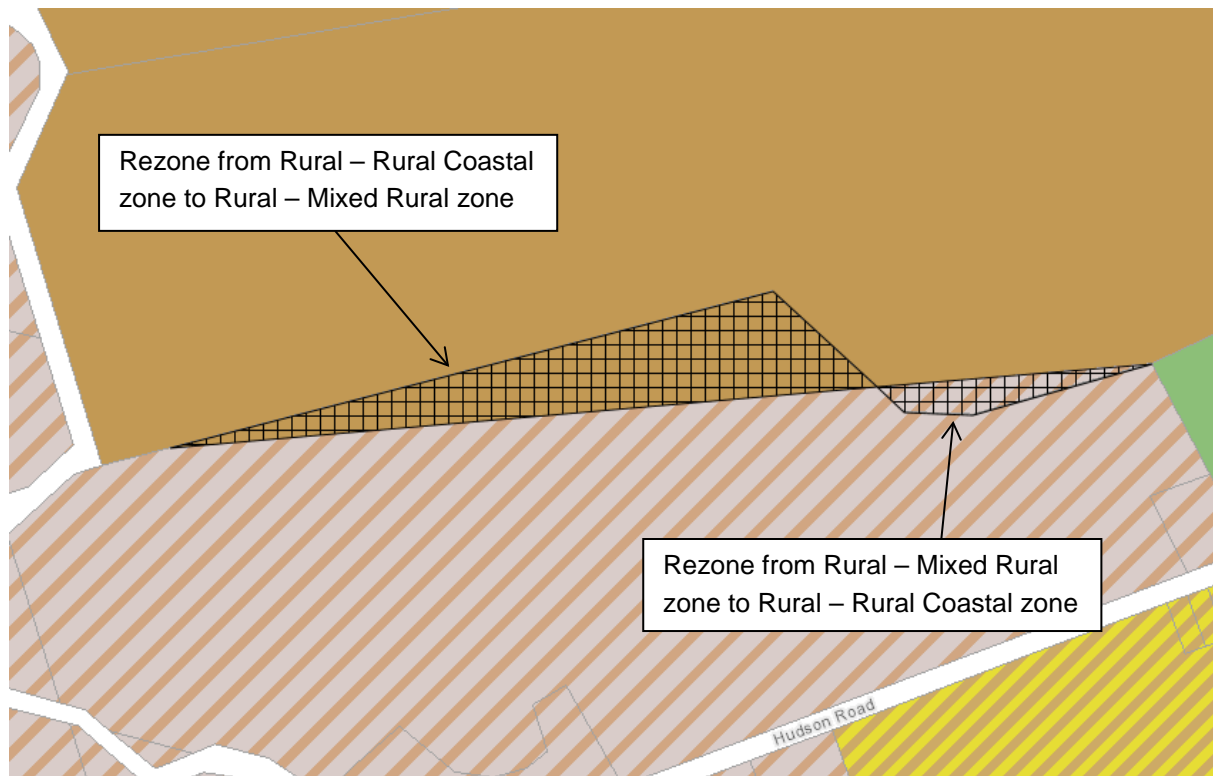 Rezone from Rural – Rural Coastal
zone to Rural – Mixed Rural zone
Rezone from Rural – Mixed Rural
zone to Rural – Rural Coastal zone
Hudson Road